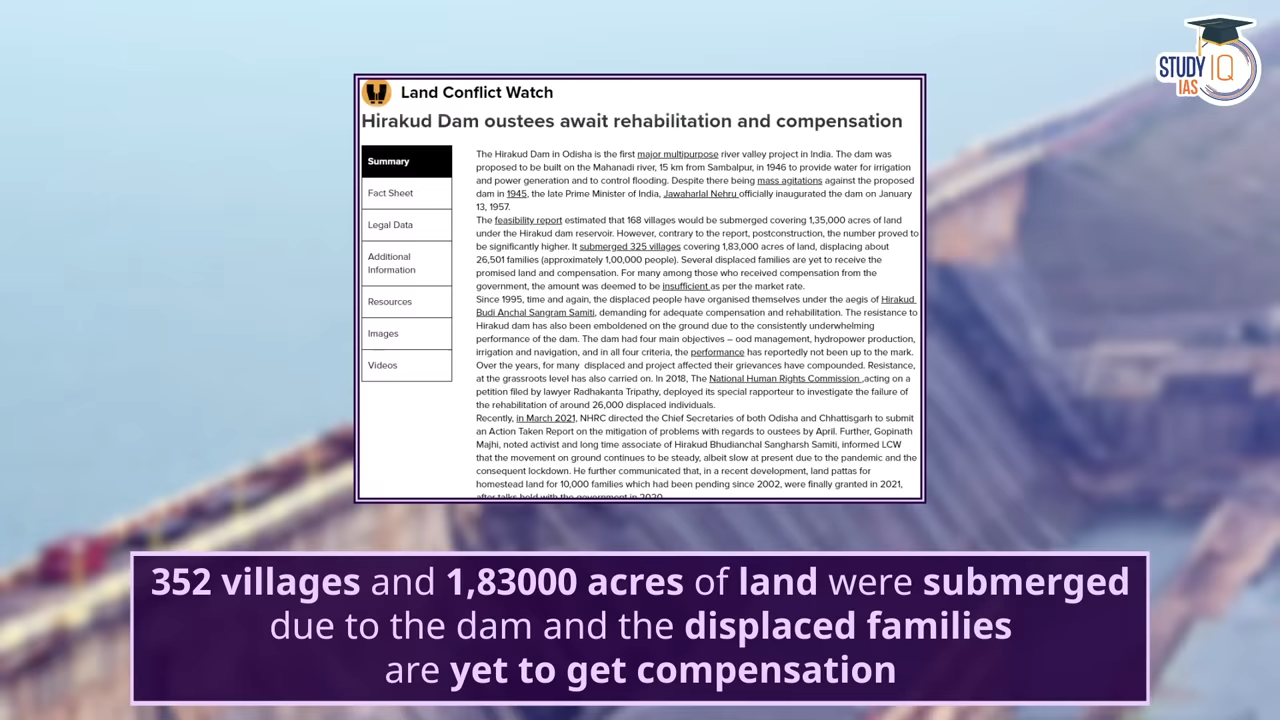 STUDY IQ
IAS
Land Conflict Watch
Hirakud Dam oustees await rehabilitation and compensation
Summary
Fact Sheet
Legal Data
Additional
Information
Resources
Images
Videos
The Hirakud Dam in Odisha is the first major multipurpose river valley project in India. The dam was
proposed to be built on the Mahanadi river, 15 km from Sambalpur, in 1946 to provide water for irrigation
and power generation and to control flooding. Despite there being mass agitations against the proposed
dam in 1945, the late Prime Minister of India, Jawaharlal Nehru officially inaugurated the dam on January
13, 1957.
The feasibility report estimated that 168 villages would be submerged covering 1,35,000 acres of land
under the Hirakud dam reservoir. However, contrary to the report, postconstruction, the number proved to
be significantly higher. It submerged 325 villages covering 1,83,000 acres of land, displacing about
26,501 families (approximately 1,00,000 people). Several displaced families are yet to receive the
promised land and compensation. For many among those who received compensation from the
government, the amount was deemed to be insufficient as per the market rate.
Since 1995, time and again, the displaced people have organised themselves under the aegis of Hirakud
Budi Anchal Sangram Samiti, demanding for adequate compensation and rehabilitation. The resistance to
Hirakud dam has also been emboldened on the ground due to the consistently underwhelming
performance of the dam. The dam had four main objectives – ood management, hydropower production,
irrigation and navigation, and in all four criteria, the performance has reportedly not been up to the mark.
Over the years, for many displaced and project affected their grievances have compounded. Resistance,
at the grassroots level has also carried on. In 2018, The National Human Rights Commission ,acting on a
petition filed by lawyer Radhakanta Tripathy, deployed its special rapporteur to investigate the failure of
the rehabilitation of around 26,000 displaced individuals.
Recently, in March 2021, NHRC directed the Chief Secretaries of both Odisha and Chhattisgarh to submit
an Action Taken Report on the mitigation of problems with regards to oustees by April. Further, Gopinath
Majhi, noted activist and long time associate of Hirakud Bhudianchal Sangharsh Samiti, informed LCW
that the movement on ground continues to be steady, albeit slow at present due to the pandemic and the
consequent lockdown. He further communicated that, in a recent development, land pattas for
homestead land for 10,000 families which had been pending since 2002, were finally granted in 2021,
after talks held with the government in 2020.
352 villages and 1,83000 acres of land were submerged
due to the dam and the displaced families
are yet to get compensation